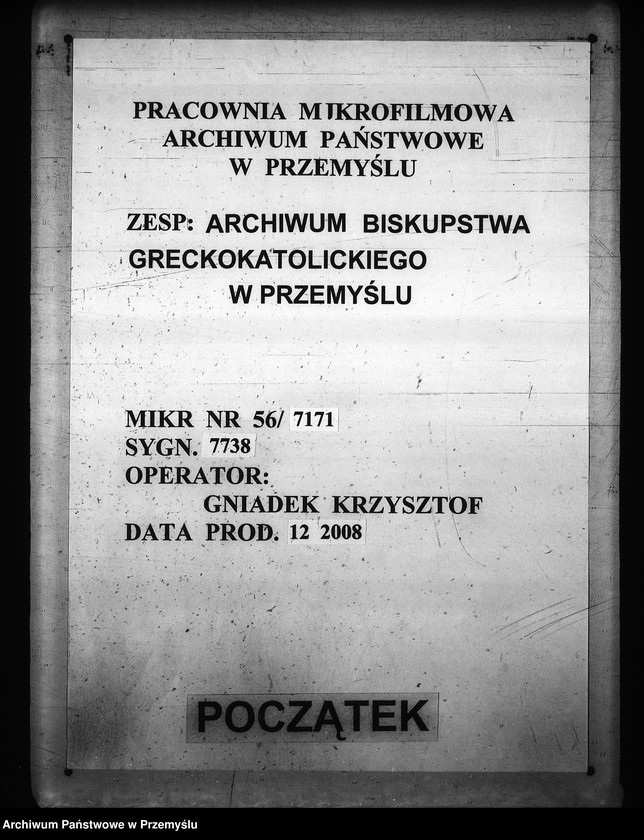 PRACOWNIA MIKROFILMOWA
ARCHIWUM PAŃSTWOWE
W PRZEMYŚLU
ZESP: ARCHIWUM BISKUPSTWA
GRECKOKATOLICKIEGO
W PRZEMYŚLU
MIKR NR 56/ 7171
SYGN. 7738
OPERATOR:
GNIADEK KRZYSZTOF
DATA PROD. 12 2008
POCZĄTEK
Archiwum Państwowe w Przemyślu